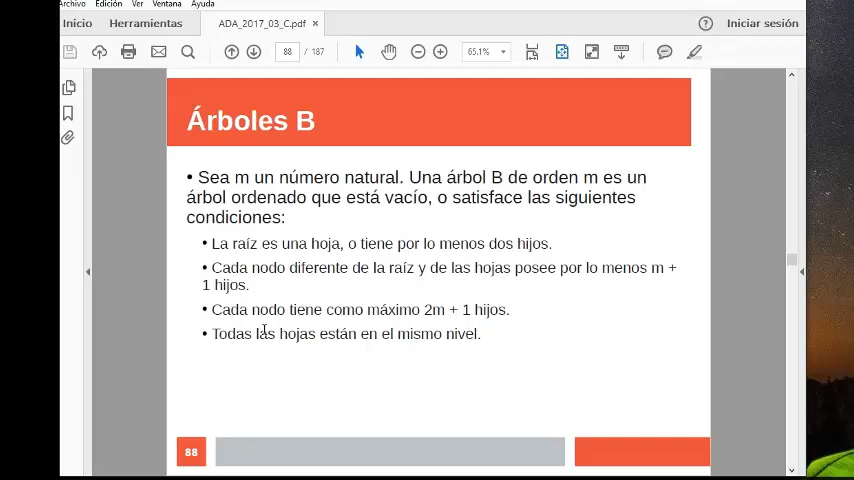 Archivo Edición Ver Ventana Ayuda
Inicio Herramientas ADA_2017_03_C.pdf × ? Iniciar sesión
88 / 187 65.1%
Árboles B
• Sea m un número natural. Una árbol B de orden m es un
árbol ordenado que está vacío, o satisface las siguientes
condiciones:
• La raíz es una hoja, o tiene por lo menos dos hijos.
• Cada nodo diferente de la raíz y de las hojas posee por lo menos m +
1 hijos.
• Cada nodo tiene como máximo 2m + 1 hijos.
• Todas las hojas están en el mismo nivel.
88